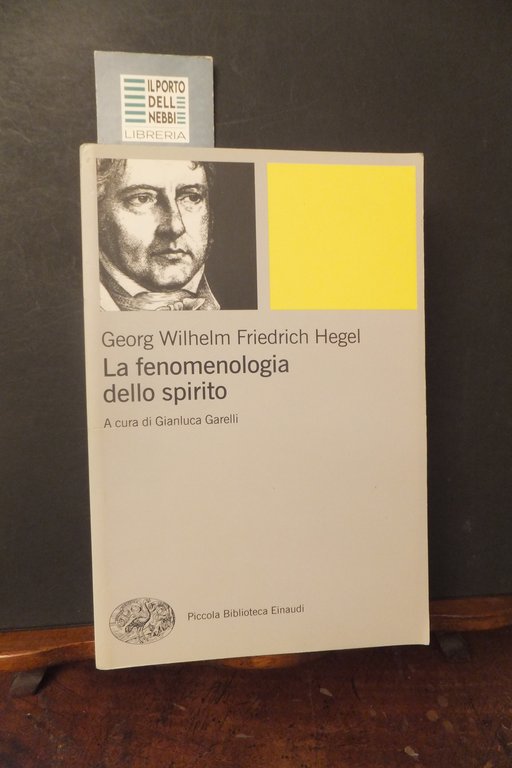 IL PORTO
DELLE
NEBBIE
LIBRERIA
Georg Wilhelm Friedrich Hegel
La fenomenologia
dello spirito
A cura di Gianluca Garelli
Piccola Biblioteca Einaudi